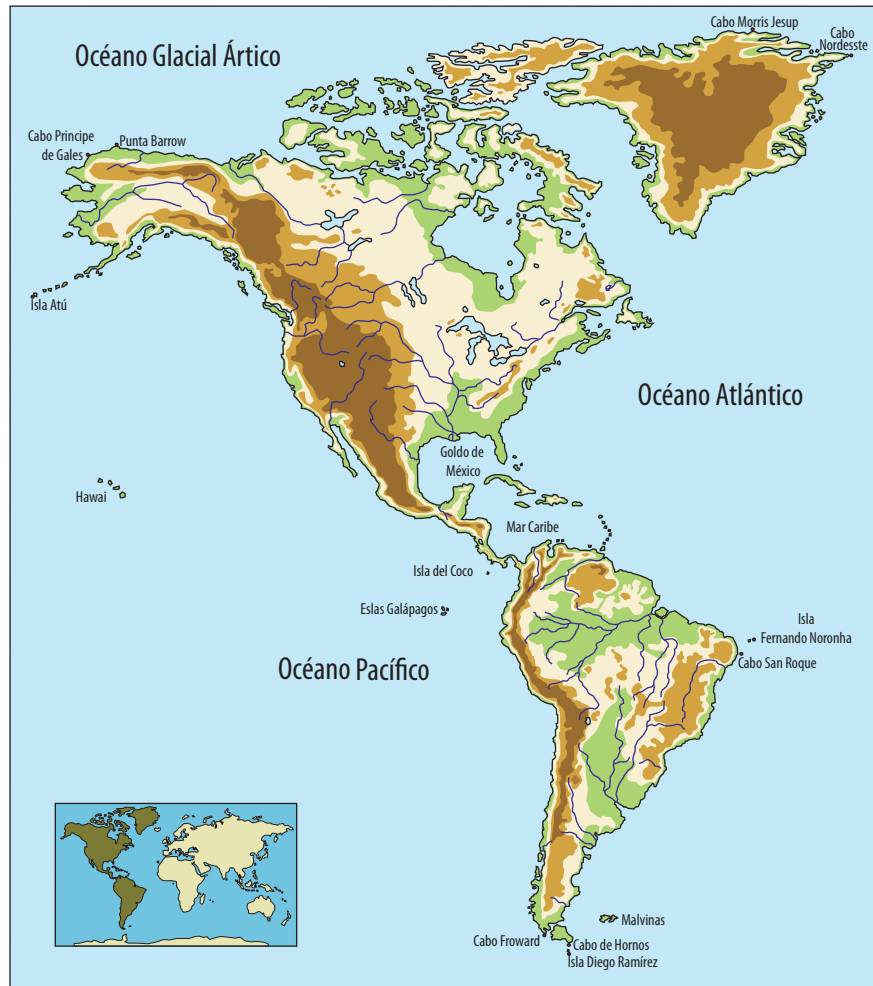 Cabo Morris Jesup
Cabo
Nordesste
Océano Glacial Ártico
Cabo Principe
de Gales
Punta Barrow
Isla Atú
Océano Atlántico
Goldo de
México
Hawai
Mar Caribe
Isla del Coco
Eslas Galápagos
Isla
Fernando Noronha
Cabo San Roque
Océano Pacífico
Malvinas
Cabo Froward
Cabo de Hornos
Isla Diego Ramírez